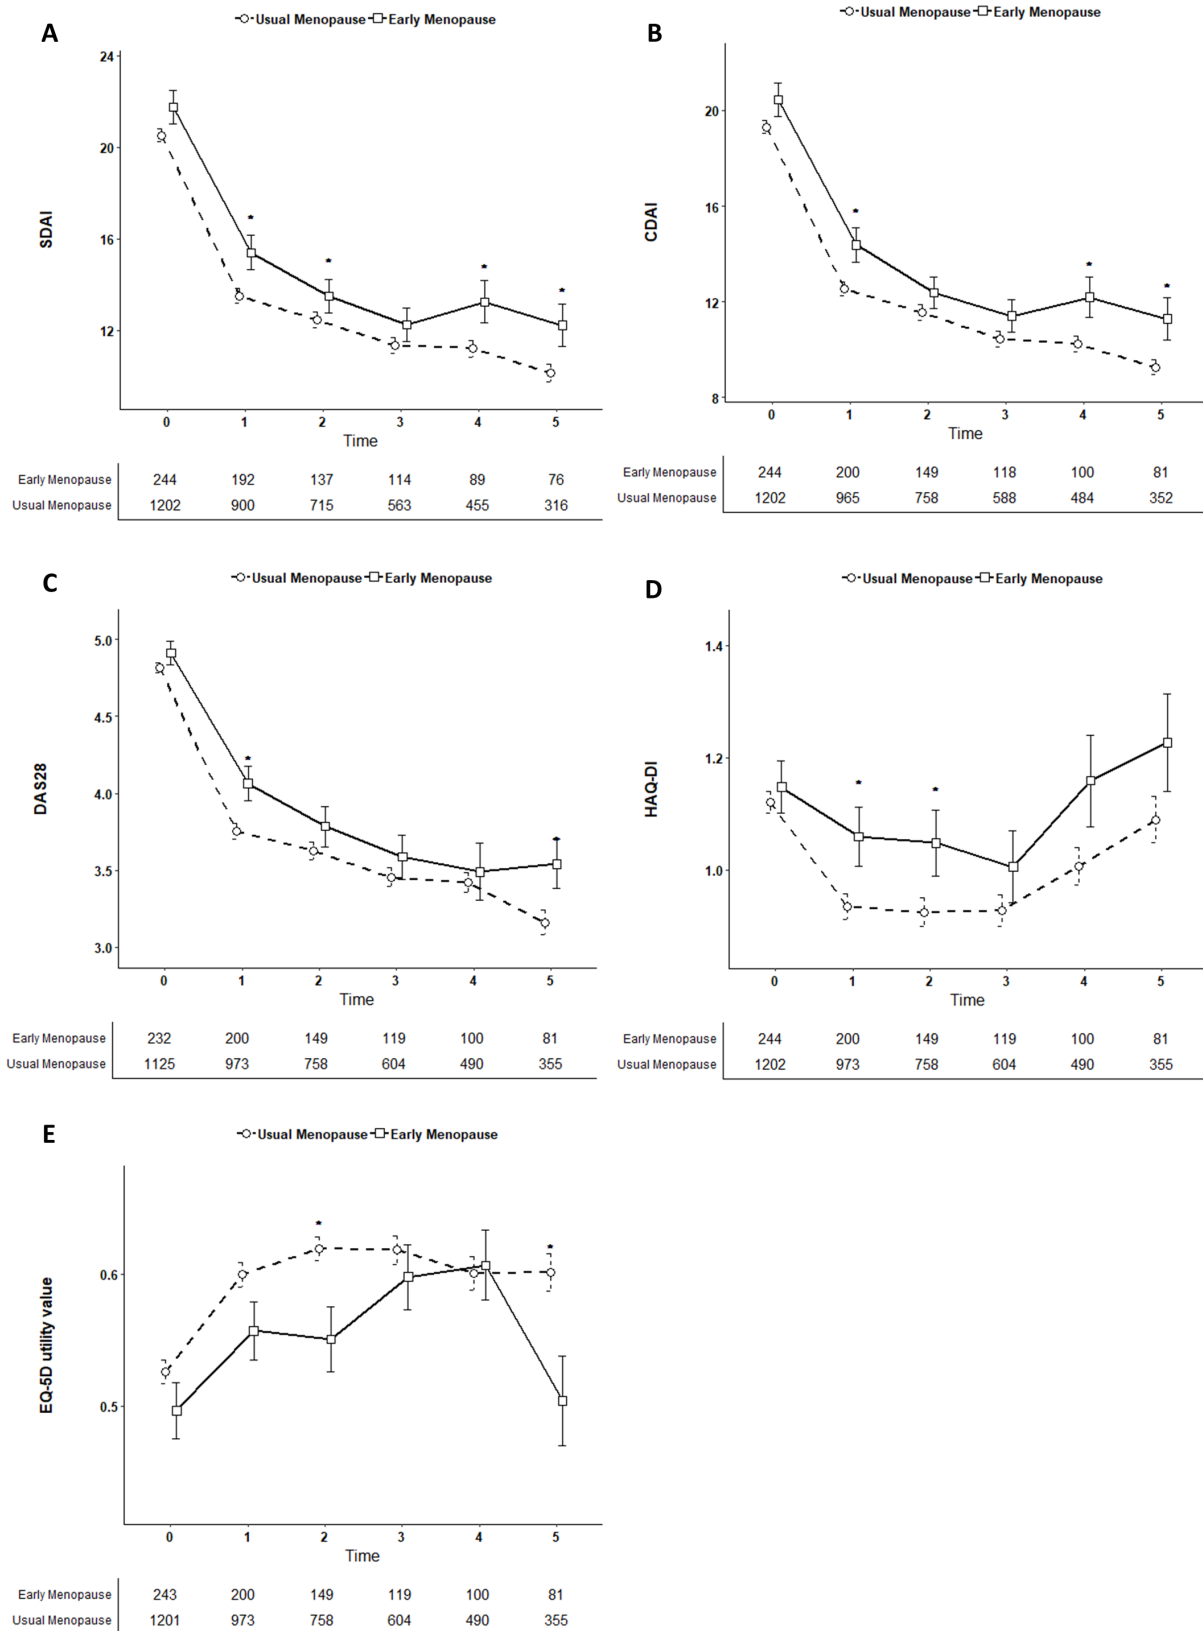 A
Usual Menopause Early Menopause
SDAI
24
20
16
12
* * * *
0 1 2 3 4 5
Time
Early Menopause 244 192 137 114 89 76
Usual Menopause 1202 900 715 563 455 316
B
Usual Menopause Early Menopause
CDAI
20
16
12
8
* * *
0 1 2 3 4 5
Time
Early Menopause 244 200 149 118 100 81
Usual Menopause 1202 965 758 588 484 352
C
Usual Menopause Early Menopause
DAS28
5.0
4.5
4.0
3.5
3.0
* *
0 1 2 3 4 5
Time
Early Menopause 232 200 149 119 100 81
Usual Menopause 1125 973 758 604 490 355
D
Usual Menopause Early Menopause
HAQ-DI
1.4
1.2
1.0
* *
0 1 2 3 4 5
Time
Early Menopause 244 200 149 119 100 81
Usual Menopause 1202 973 758 604 490 355
E
Usual Menopause Early Menopause
EQ-5D utility value
0.6
0.5
* *
0 1 2 3 4 5
Time
Early Menopause 243 200 149 119 100 81
Usual Menopause 1201 973 758 604 490 355